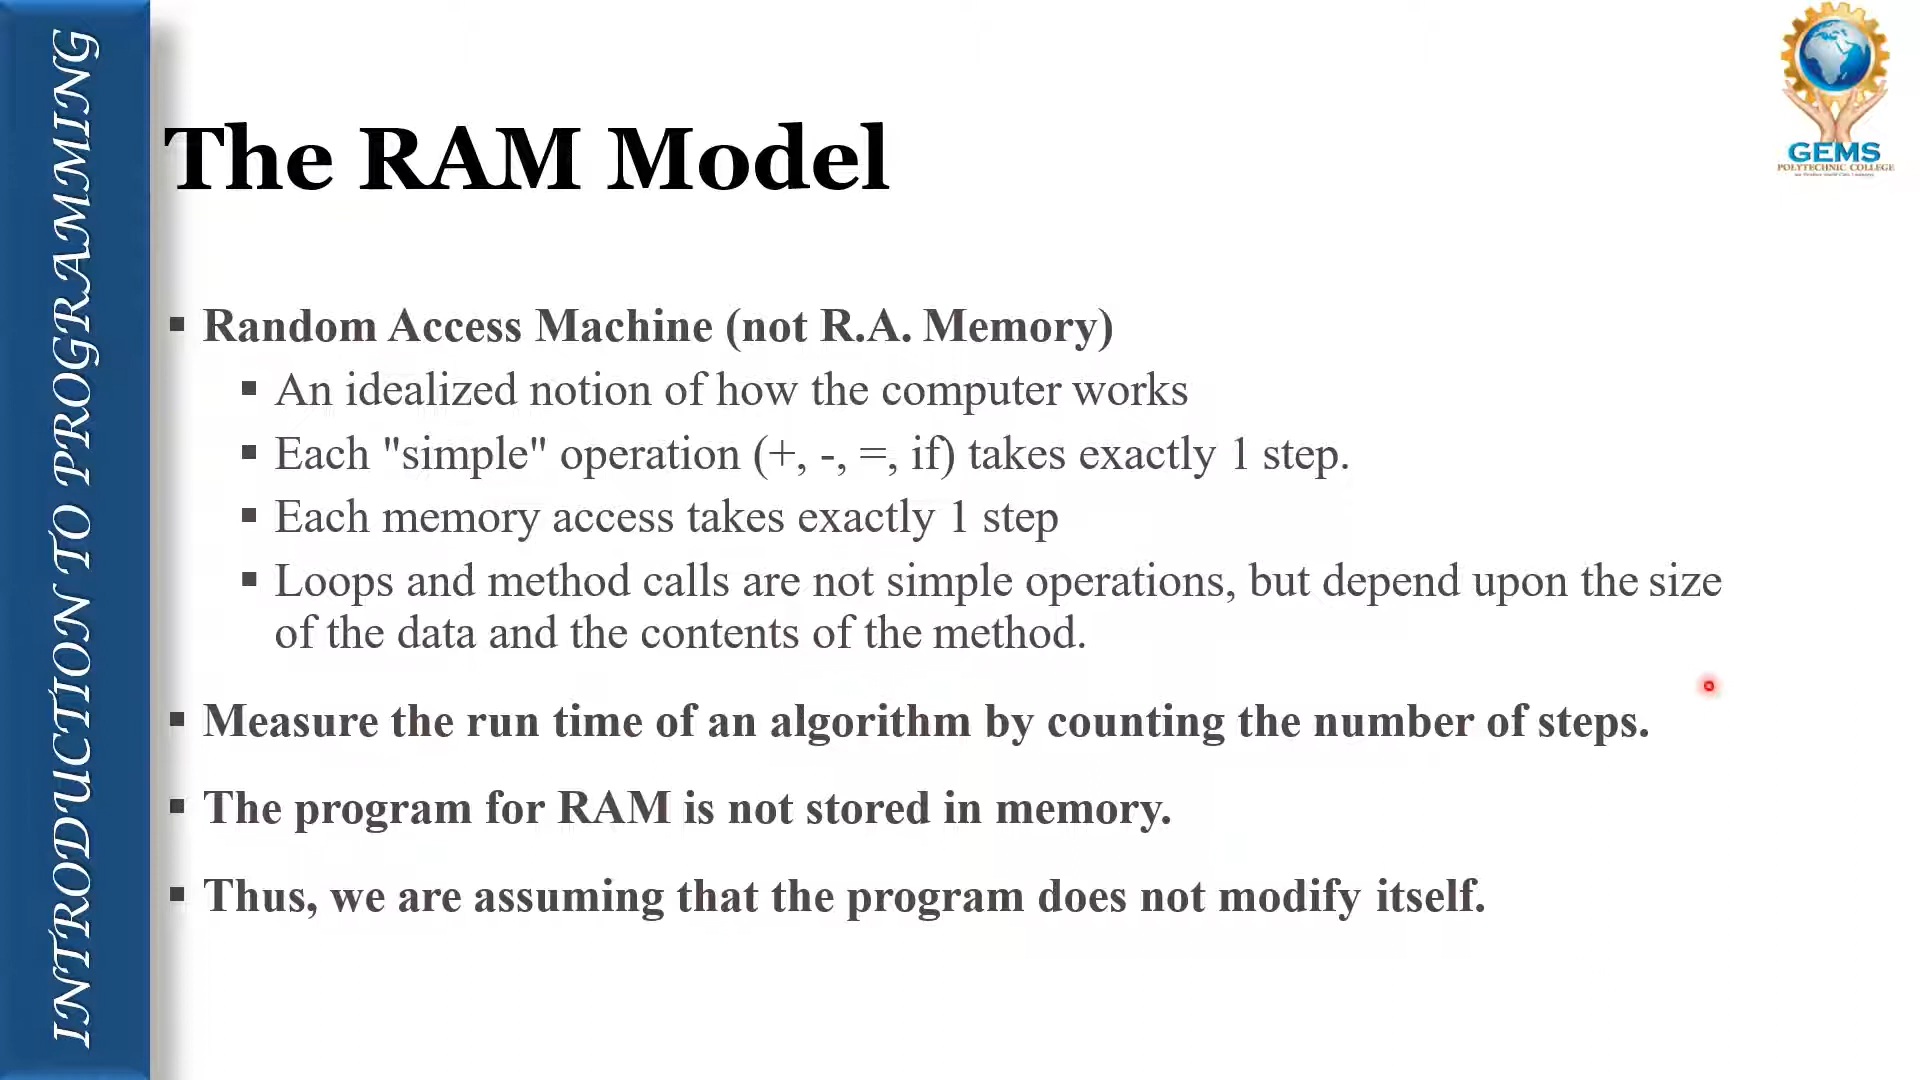 INTRODUCTION TO PROGRAMMING
GEMS
POLYTECHNIC COLLEGE
The RAM Model
▪ Random Access Machine (not R.A. Memory)
▪ An idealized notion of how the computer works
▪ Each "simple" operation (+, -, =, if) takes exactly 1 step.
▪ Each memory access takes exactly 1 step
▪ Loops and method calls are not simple operations, but depend upon the size
of the data and the contents of the method.
▪ Measure the run time of an algorithm by counting the number of steps.
▪ The program for RAM is not stored in memory.
▪ Thus, we are assuming that the program does not modify itself.